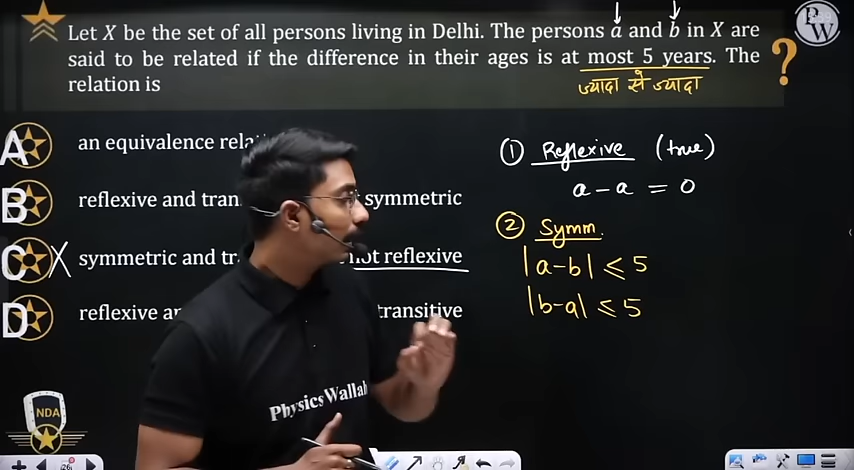 Let X be the set of all persons living in Delhi. The persons a and b in X are
said to be related if the difference in their ages is at most 5 years. The
relation is
ज्यादा से ज्यादा
?
PW
A an equivalence rela
B reflexive and tran symmetric
C X symmetric and tr not reflexive
D reflexive an transitive
① Reflexive (true)
a - a = 0
② Symm.
|a-b| ⩽ 5
|b-a| ⩽ 5
Physics Wallah
NDA